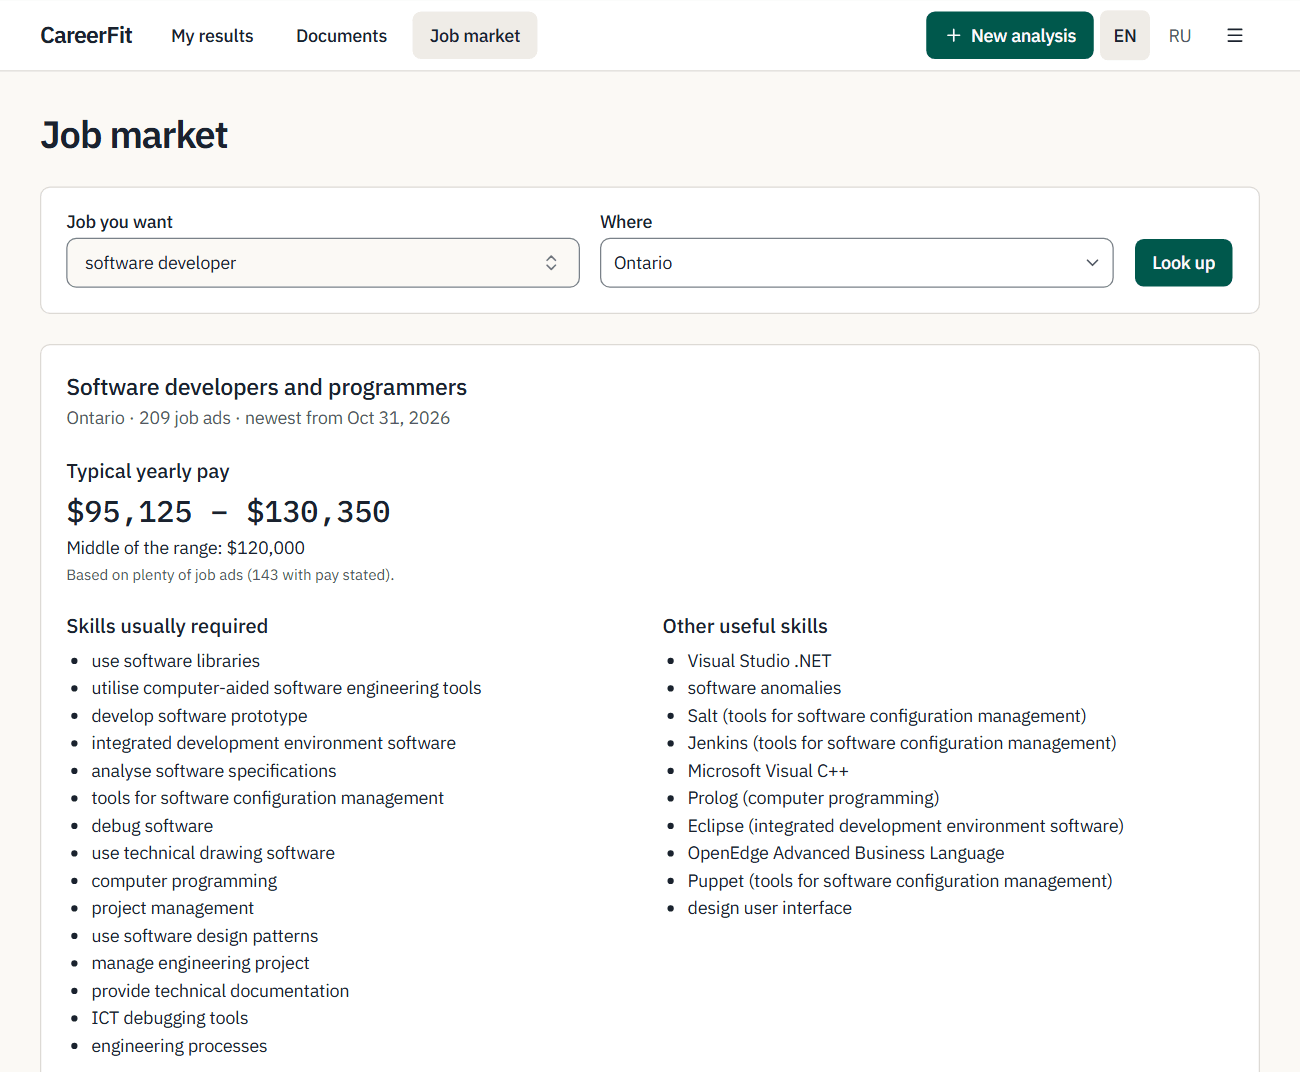 CareerFit
My results
Documents
Job market
+ New analysis
EN
RU
Job market
Job you want
software developer
Where
Ontario
Look up
Software developers and programmers
Ontario · 209 job ads · newest from Oct 31, 2026
Typical yearly pay
$95,125 – $130,350
Middle of the range: $120,000
Based on plenty of job ads (143 with pay stated).
Skills usually required
use software libraries
utilise computer-aided software engineering tools
develop software prototype
integrated development environment software
analyse software specifications
tools for software configuration management
debug software
use technical drawing software
computer programming
project management
use software design patterns
manage engineering project
provide technical documentation
ICT debugging tools
engineering processes
Other useful skills
Visual Studio .NET
software anomalies
Salt (tools for software configuration management)
Jenkins (tools for software configuration management)
Microsoft Visual C++
Prolog (computer programming)
Eclipse (integrated development environment software)
OpenEdge Advanced Business Language
Puppet (tools for software configuration management)
design user interface